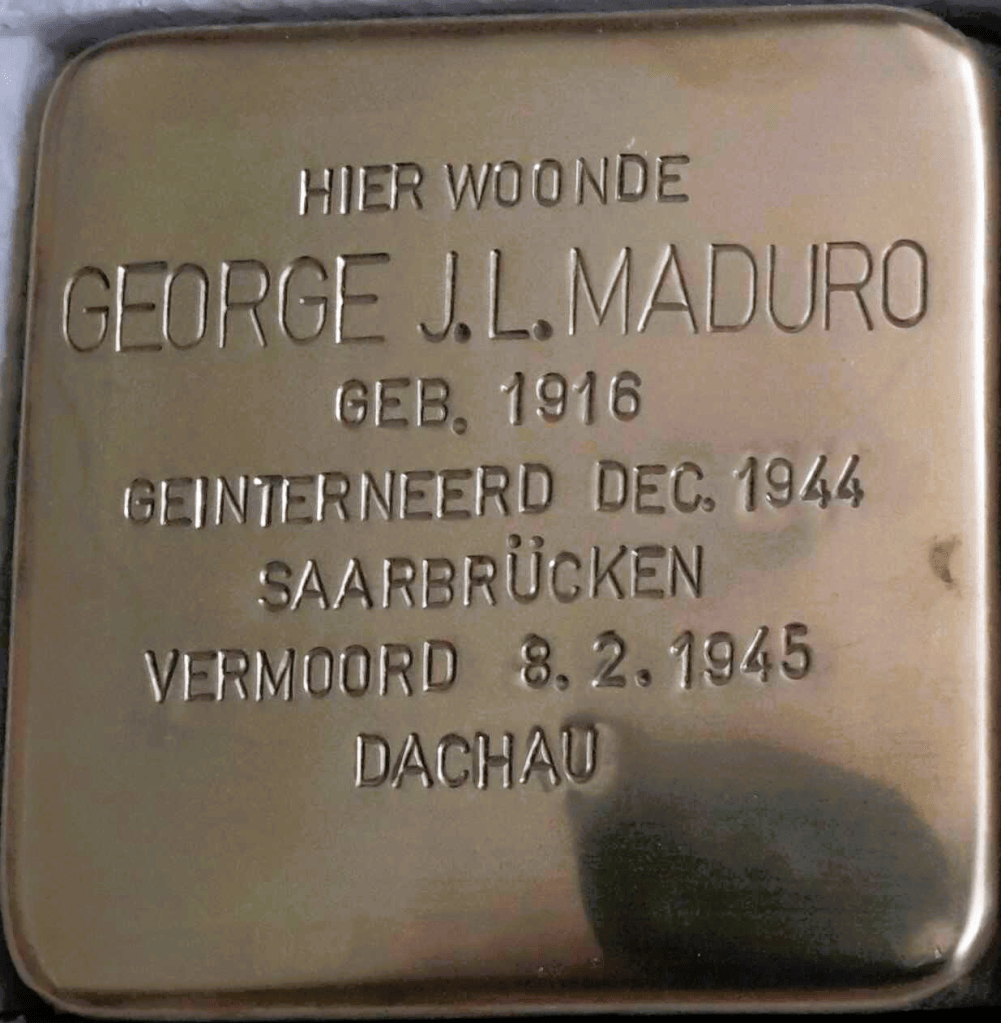 HIER WOONDE
GEORGE J.L. MADURO
GEB. 1916
GEINTERNEERD DEC. 1944
SAARBRÜCKEN
VERMOORD 8.2.1945
DACHAU